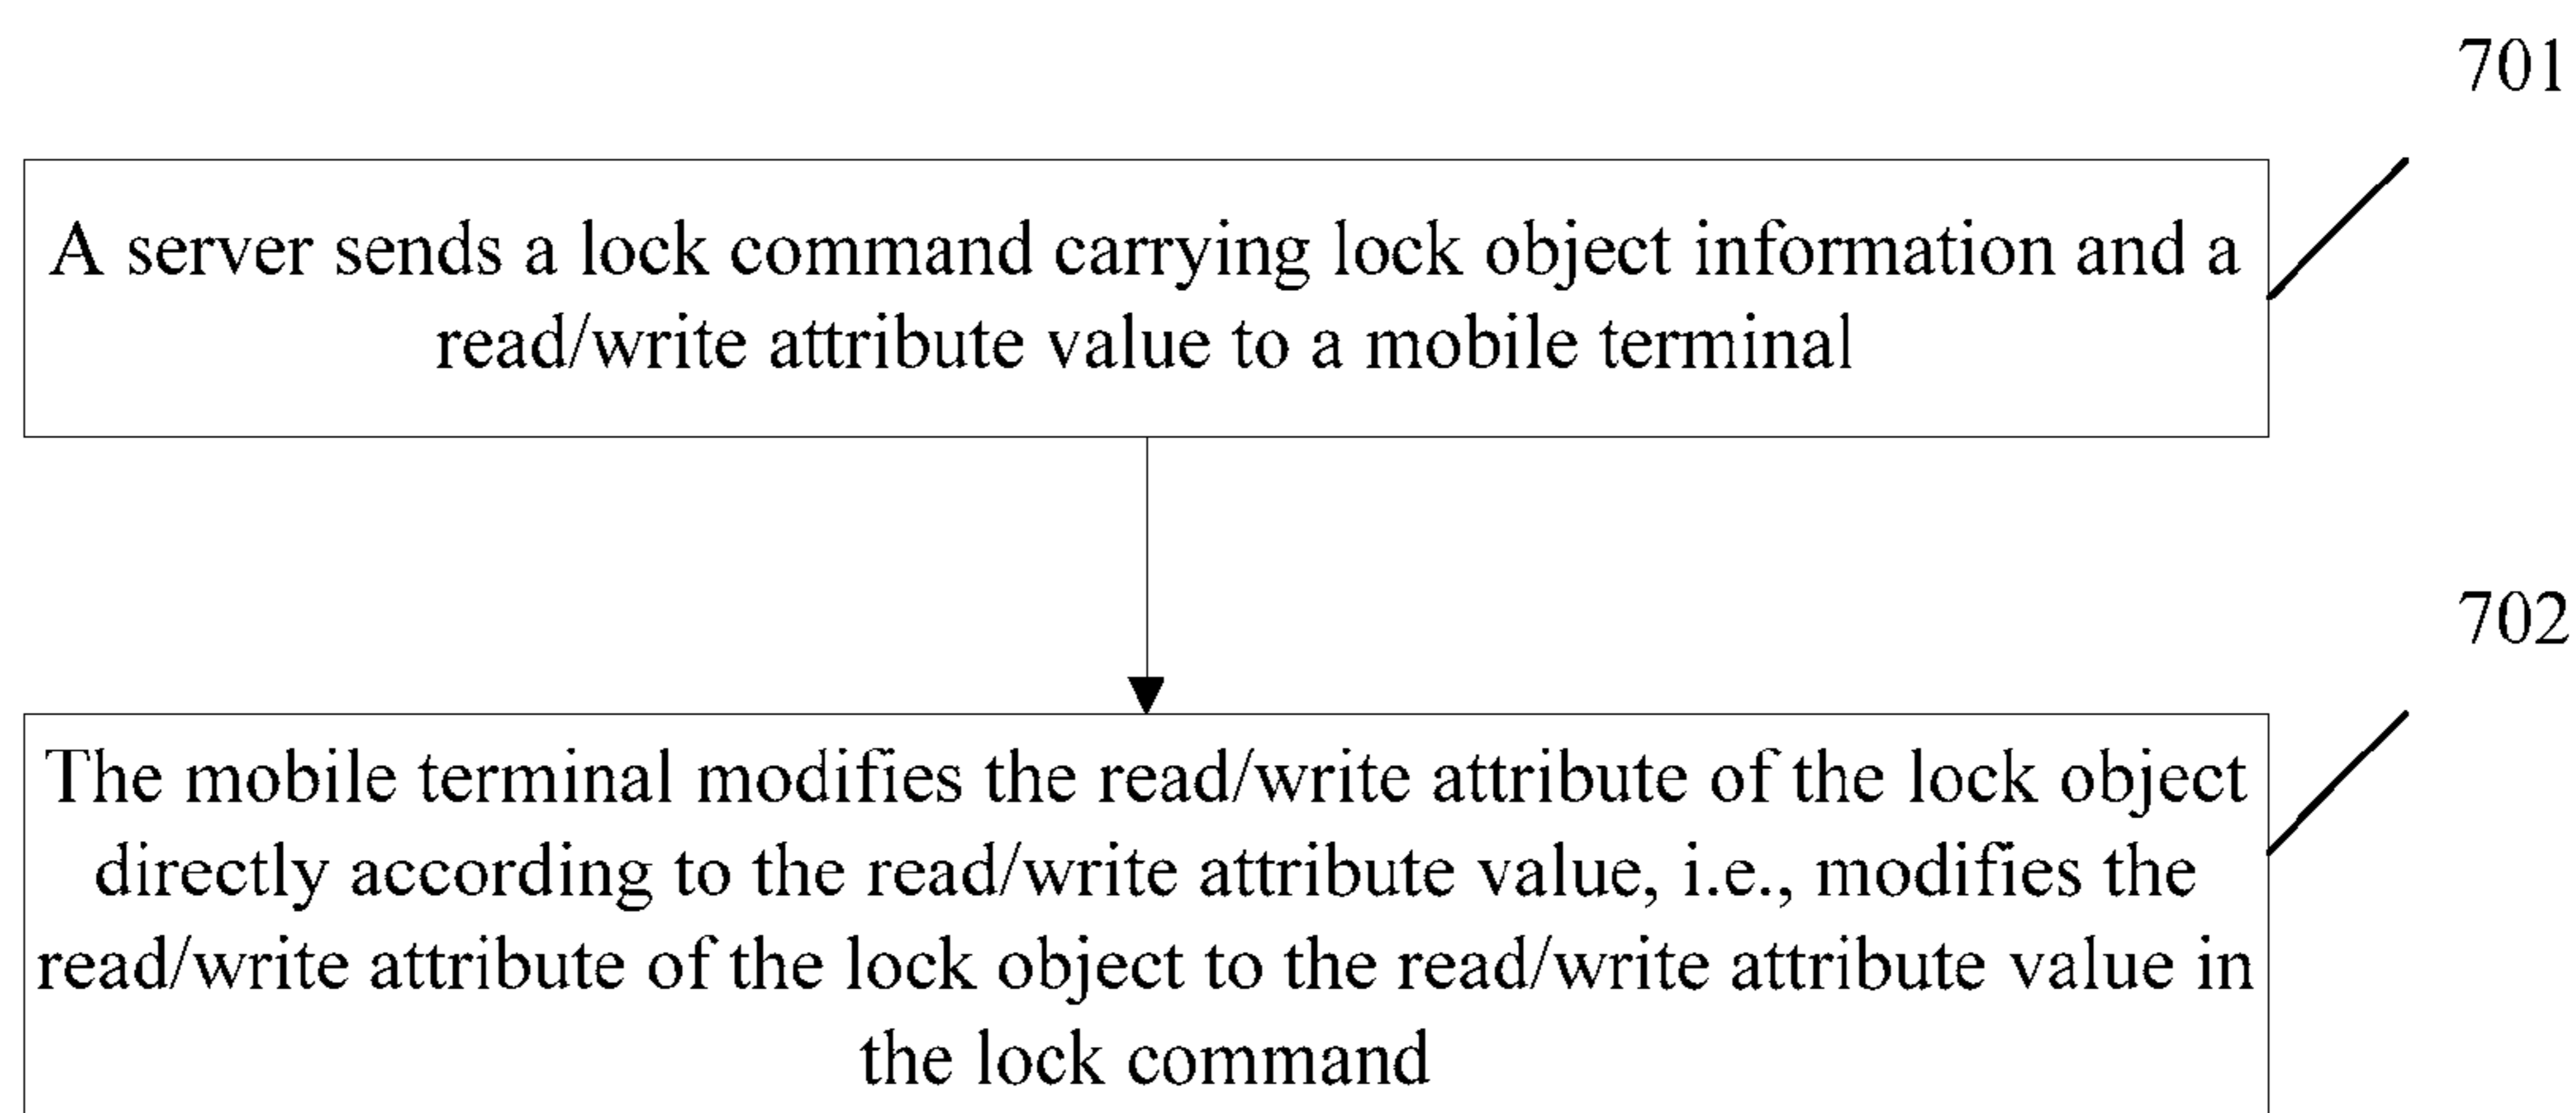 701
A server sends a lock command carrying lock object information and a
read/write attribute value to a mobile terminal
702
The mobile terminal modifies the read/write attribute of the lock object
directly according to the read/write attribute value, i.e., modifies the
read/write attribute of the lock object to the read/write attribute value in
the lock command